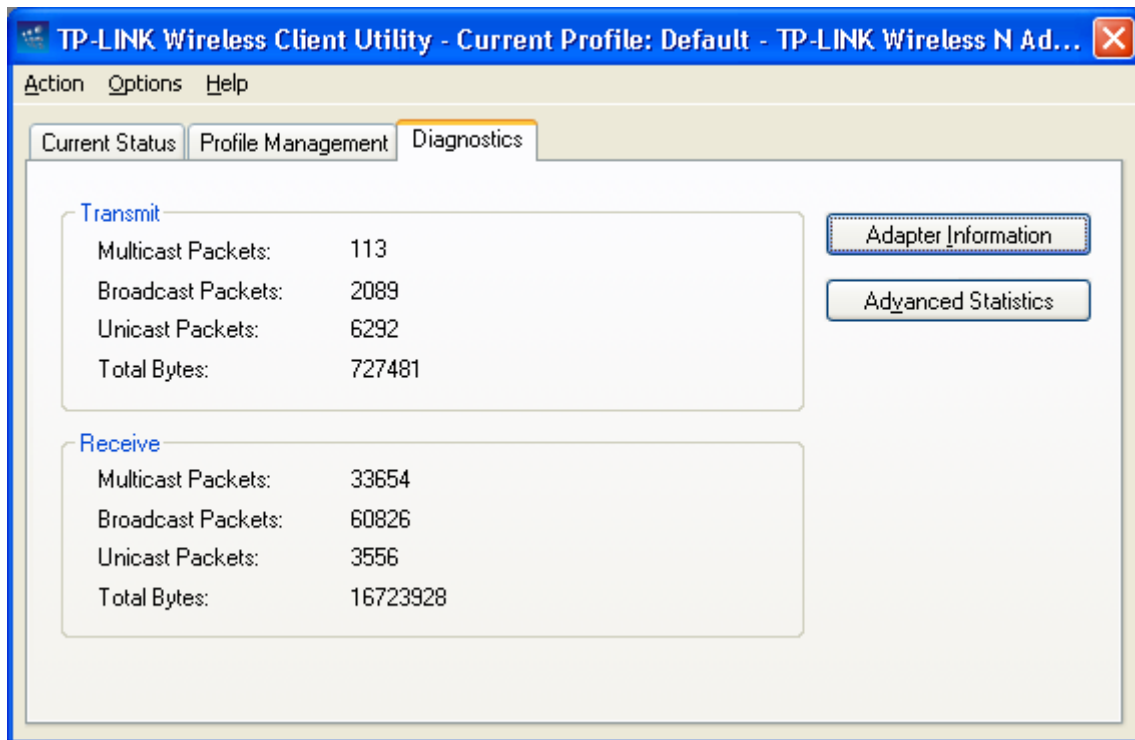 TP-LINK Wireless Client Utility - Current Profile: Default - TP-LINK Wireless N Ad...
Action Options Help
Current Status Profile Management Diagnostics
Transmit
Multicast Packets: 113
Broadcast Packets: 2089
Unicast Packets: 6292
Total Bytes: 727481
Adapter Information
Advanced Statistics
Receive
Multicast Packets: 33654
Broadcast Packets: 60826
Unicast Packets: 3556
Total Bytes: 16723928